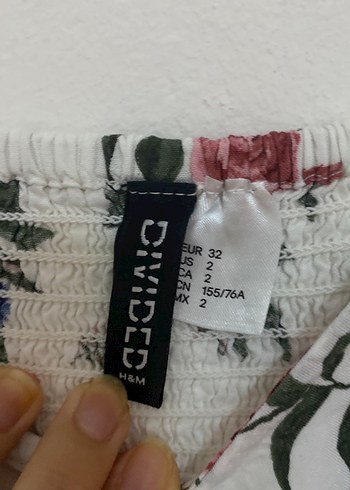 DIVIDED
H&M
EUR 32
US 2
CA 2
CN 155/76A
MX 2